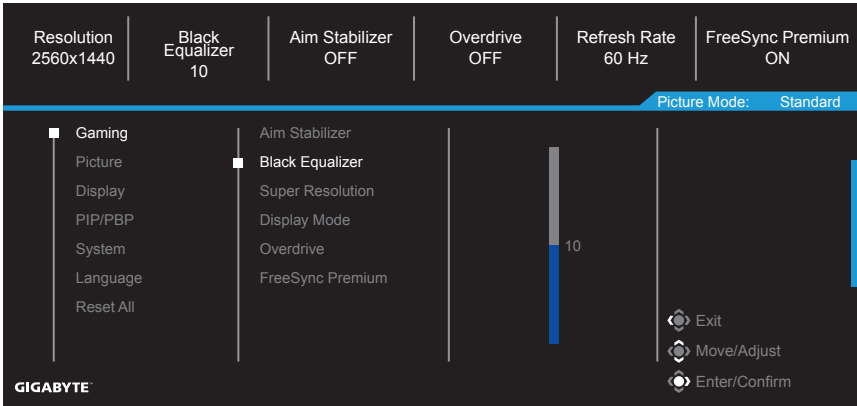 Resolution
2560x1440
Black
Equalizer
10
Aim Stabilizer
OFF
Overdrive
OFF
Refresh Rate
60 Hz
FreeSync Premium
ON
Picture Mode: Standard
Gaming
Picture
Display
PIP/PBP
System
Language
Reset All
Aim Stabilizer
Black Equalizer
Super Resolution
Display Mode
Overdrive
FreeSync Premium
10
Exit
Move/Adjust
Enter/Confirm
GIGABYTE™